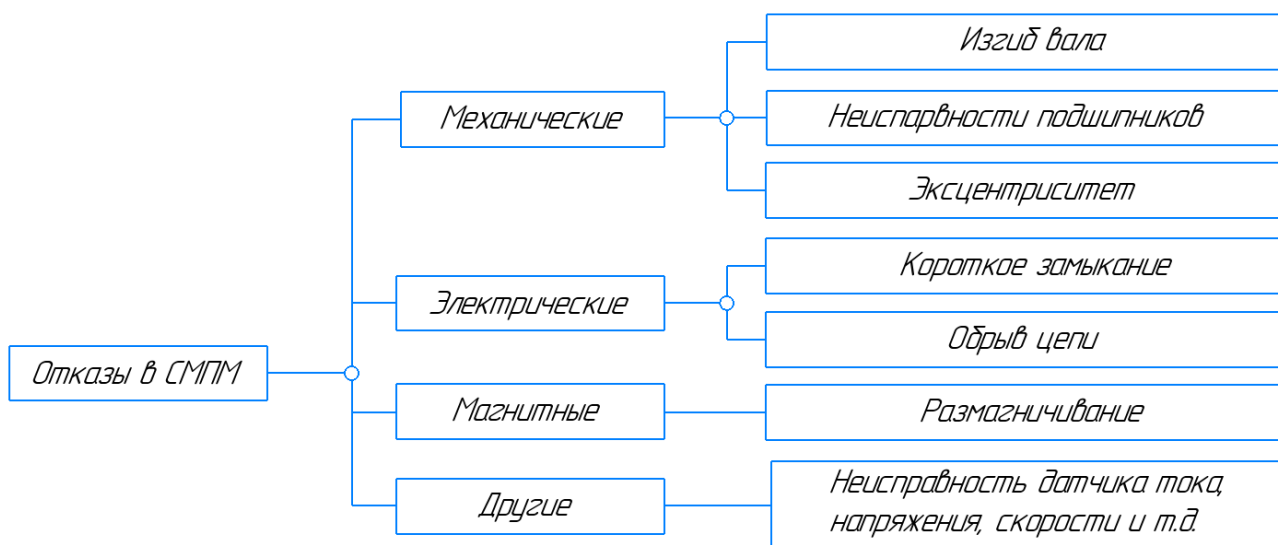 Отказы в СМПМ
Механические
Изгиб вала
Неиспарвности подшипников
Эксцентриситет
Электрические
Короткое замыкание
Обрыв цепи
Магнитные
Размагничивание
Другие
Неисправность датчика тока,
напряжения, скорости и т.д.